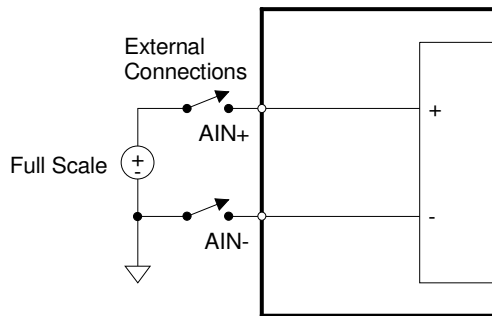 External
Connections
+
AIN+
Full Scale
+
-
-
AIN-